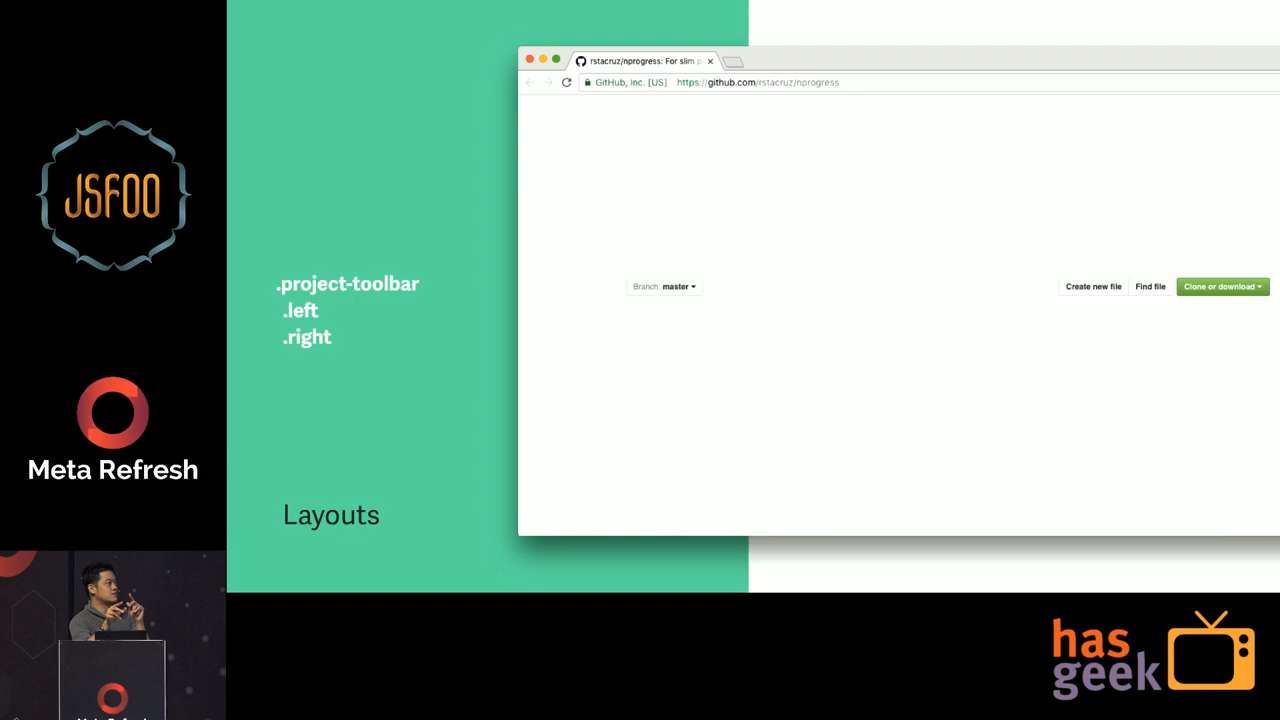 JSFOO
Meta Refresh
rstacruz/nprogress: For slim p
GitHub, Inc. [US] https://github.com/rstacruz/nprogress
.project-toolbar
.left
.right
Branch: master
Create new file
Find file
Clone or download
Layouts
has
geek